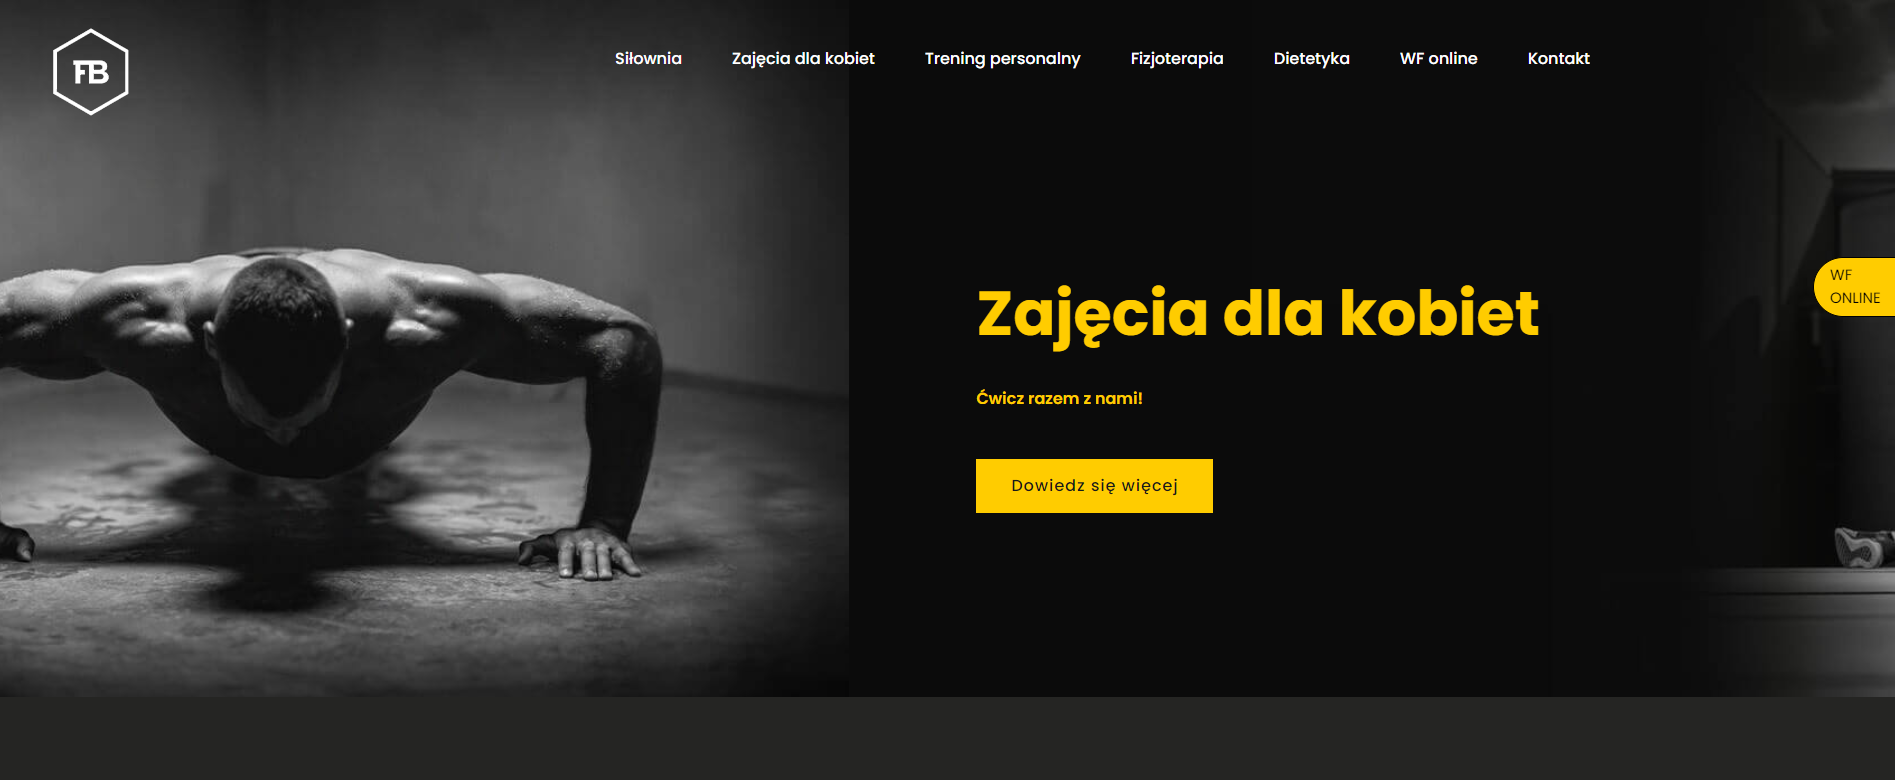 FB
Siłownia Zajęcia dla kobiet Trening personalny Fizjoterapia Dietetyka WF online Kontakt
Zajęcia dla kobiet
Ćwicz razem z nami!
Dowiedz się więcej
WF
ONLINE